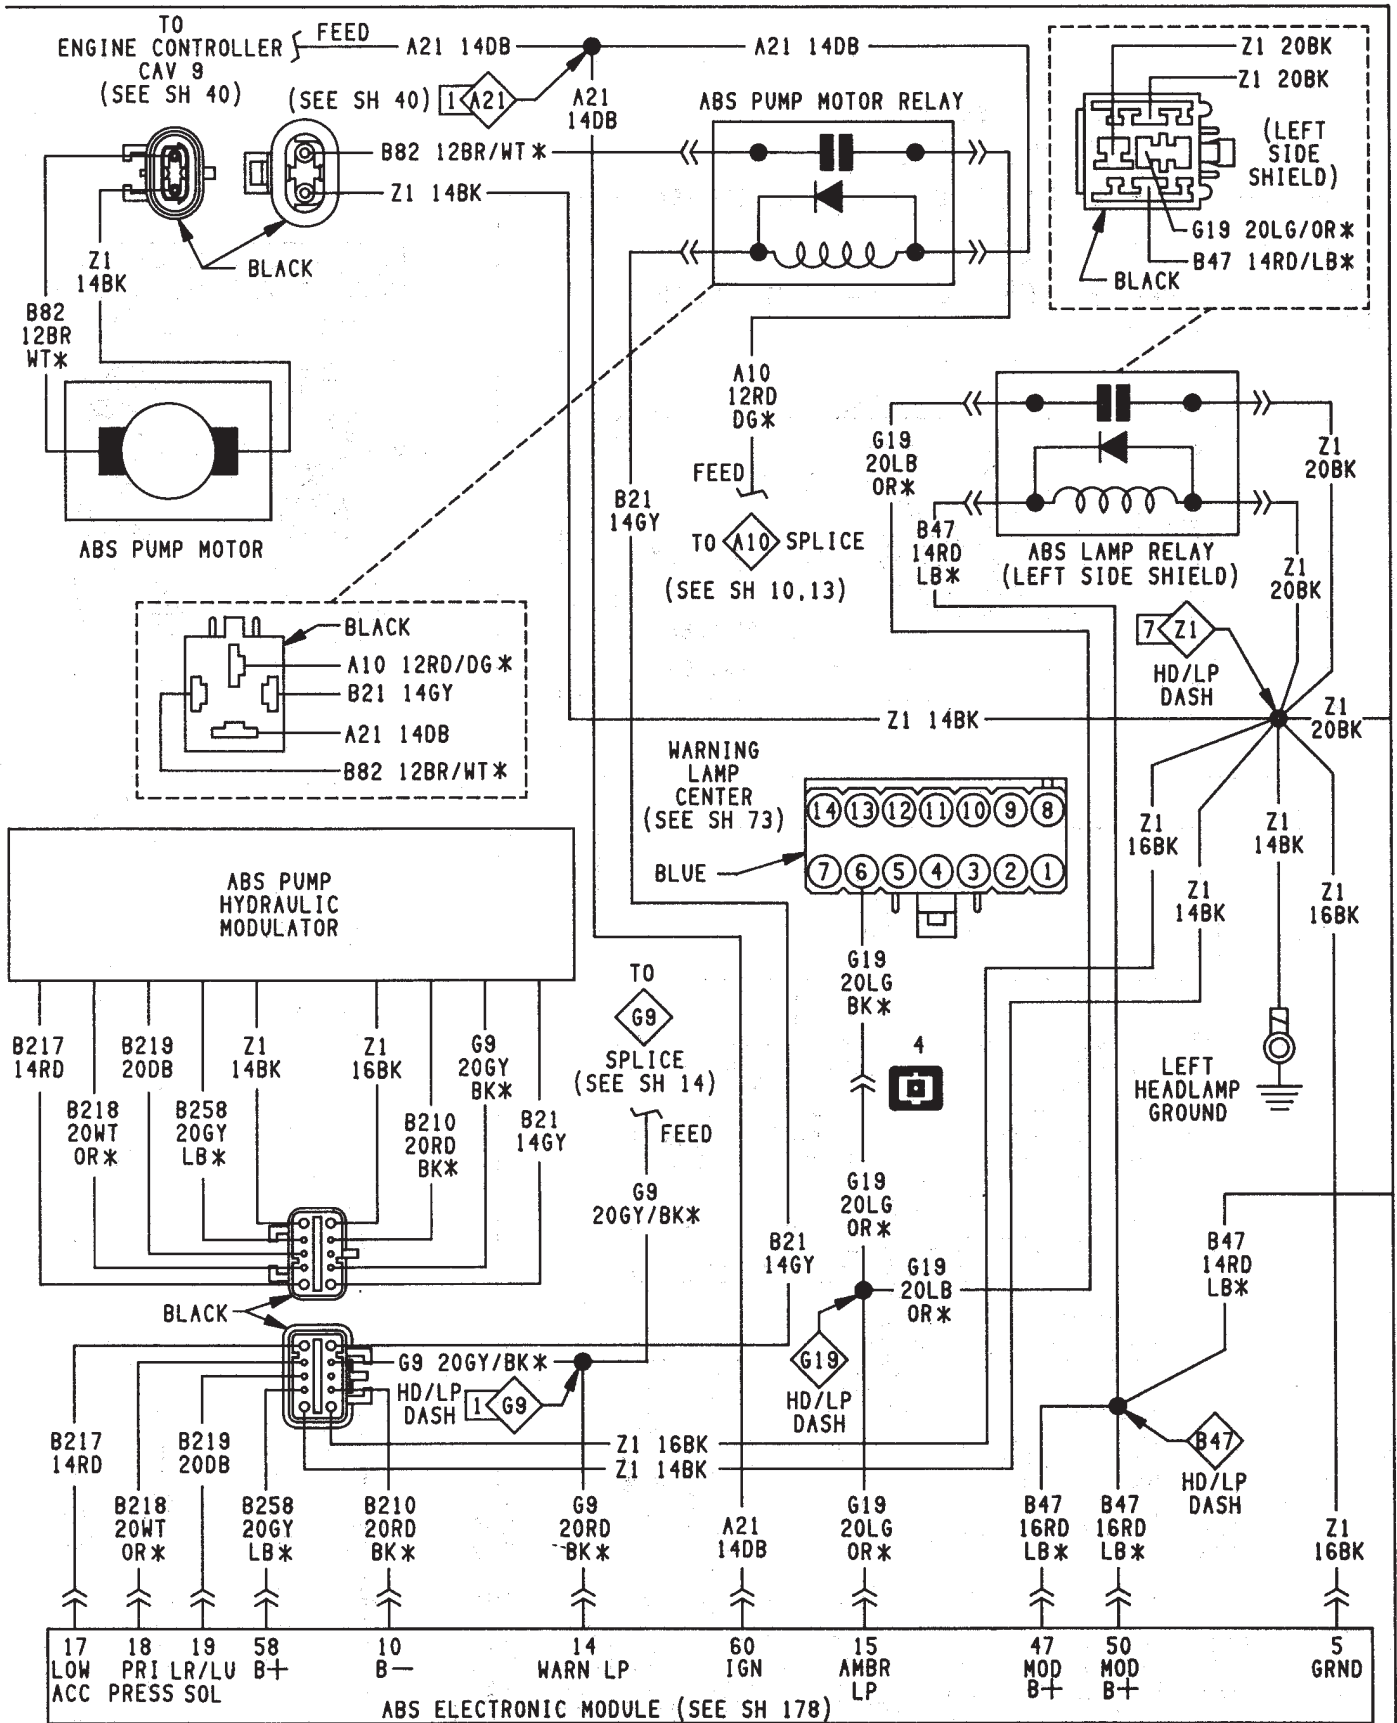 TO
ENGINE CONTROLLER
CAV 9
(SEE SH 40)
FEED
A21 14DB
A21 14DB
(SEE SH 40)
1
A21
A21
14DB
ABS PUMP MOTOR RELAY
B82 12BR/WT*
Z1 14BK
BLACK
Z1
14BK
B82
12BR
WT*
ABS PUMP MOTOR
Z1 20BK
Z1 20BK
(LEFT
SIDE
SHIELD)
G19 20LG/OR*
B47 14RD/LB*
BLACK
A10
12RD
DG*
FEED
TO
A10
SPLICE
(SEE SH 10,13)
B21
14GY
G19
20LB
OR*
B47
14RD
LB*
Z1
20BK
ABS LAMP RELAY
(LEFT SIDE SHIELD)
Z1
20BK
7
Z1
HD/LP
DASH
Z1
20BK
BLACK
A10 12RD/DG*
B21 14GY
A21 14DB
B82 12BR/WT*
Z1 14BK
WARNING
LAMP
CENTER
(SEE SH 73)
BLUE
14 13 12 11 10 9 8
7 6 5 4 3 2 1
Z1
16BK
Z1
14BK
Z1
14BK
Z1
16BK
ABS PUMP
HYDRAULIC
MODULATOR
B217
14RD
B218
20WT
OR*
B219
20DB
B258
20GY
LB*
Z1
14BK
Z1
16BK
B210
20RD
BK*
G9
20GY
BK*
B21
14GY
TO
G9
SPLICE
(SEE SH 14)
FEED
G9
20GY/BK*
G19
20LG
BK*
4
LEFT
HEADLAMP
GROUND
G19
20LG
OR*
B21
14GY
G19
20LB
OR*
B47
14RD
LB*
BLACK
G9 20GY/BK*
HD/LP
DASH
1
G9
G19
HD/LP
DASH
Z1 16BK
Z1 14BK
B47
HD/LP
DASH
B217
14RD
B218
20WT
OR*
B219
20DB
B258
20GY
LB*
B210
20RD
BK*
G9
20RD
BK*
A21
14DB
G19
20LG
OR*
B47
16RD
LB*
B47
16RD
LB*
Z1
16BK
17
LOW
ACC
18
PRI
PRESS
19
LR/LV
SOL
58
B+
10
B-
14
WARN LP
60
IGN
15
AMBR
LP
47
MOD
B+
50
MOD
B+
5
GRND
ABS ELECTRONIC MODULE (SEE SH 178)